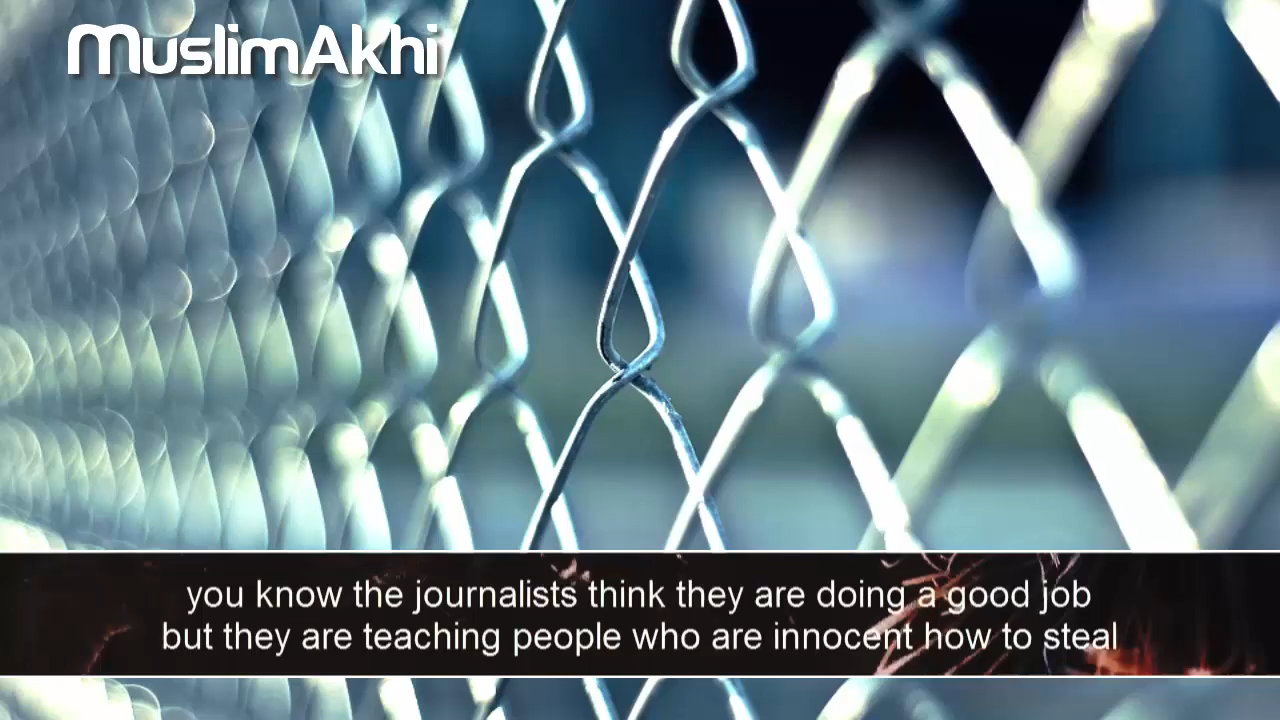 MuslimAkhi
you know the journalists think they are doing a good job
but they are teaching people who are innocent how to steal